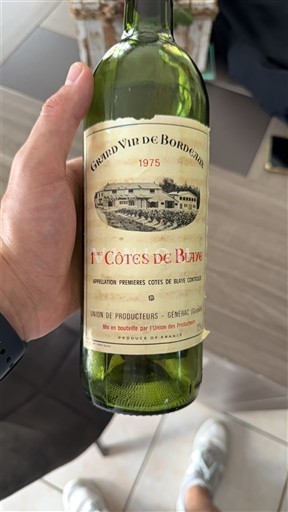 GRAND VIN DE BORDEAUX
1975
1res CÔTES DE BLAYE
APPELLATION PREMIERES COTES DE BLAYE CONTROLEE
UNION DE PRODUCTEURS - GENERAC (Gironde)
Mis en bouteille par l'Union des Producteurs
PRODUCE OF FRANCE